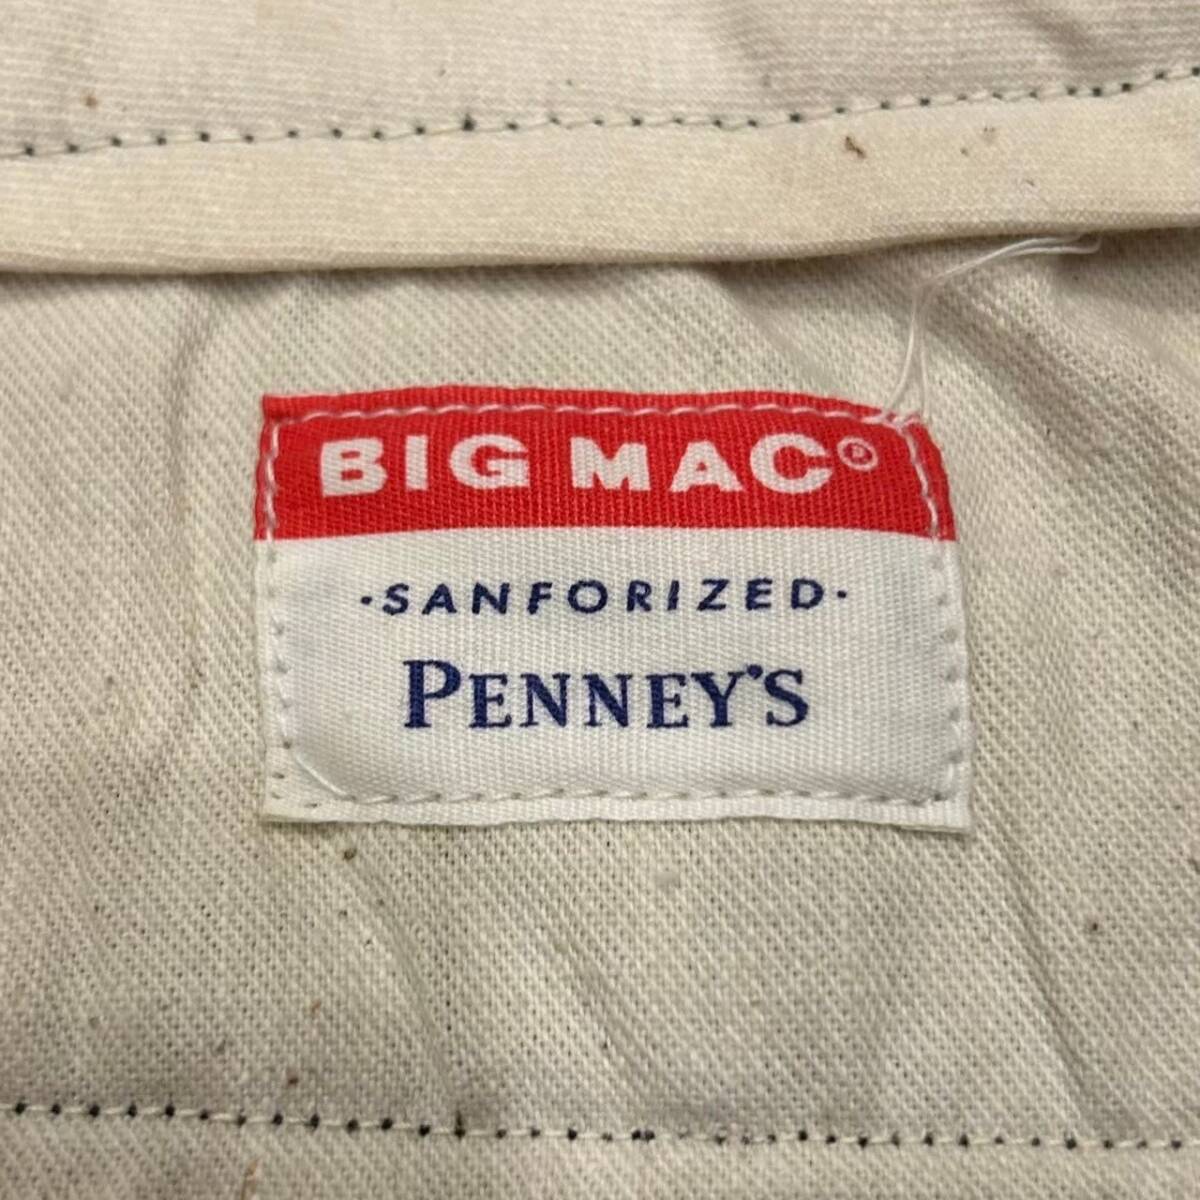 BIG MAC®
·SANFORIZED·
PENNEY'S